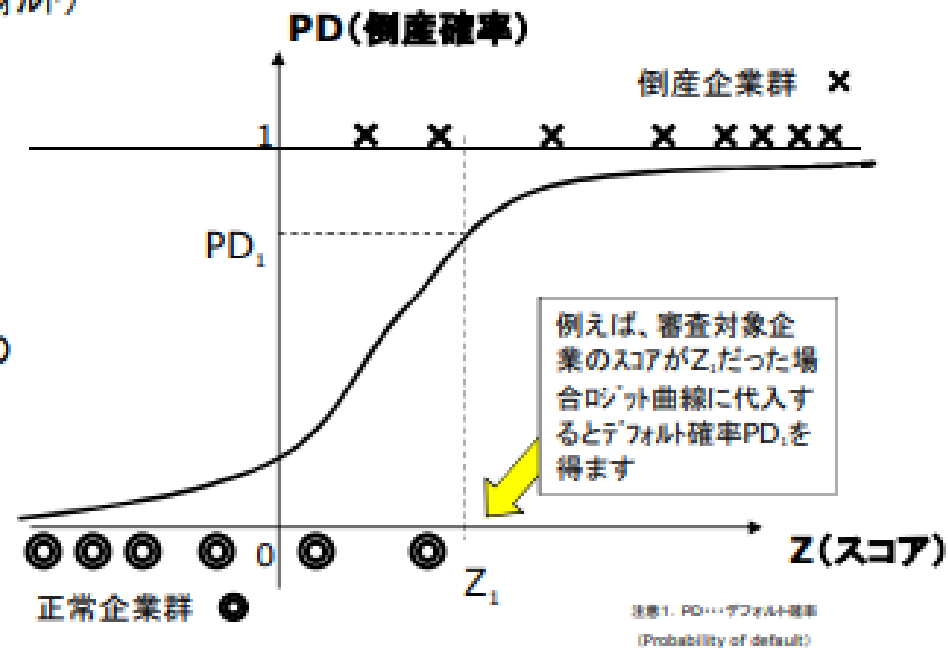 PD(倒産確率)
倒産企業群 ×
1
PD₁
例えば、審査対象企
業のスコアがZ₁だった場
合ロジット曲線に代入す
るとデフォルト確率PD₁を
得ます
0
Z(スコア)
Z₁
正常企業群 ◎
注意1. PD・・・デフォルト確率
(Probability of default)